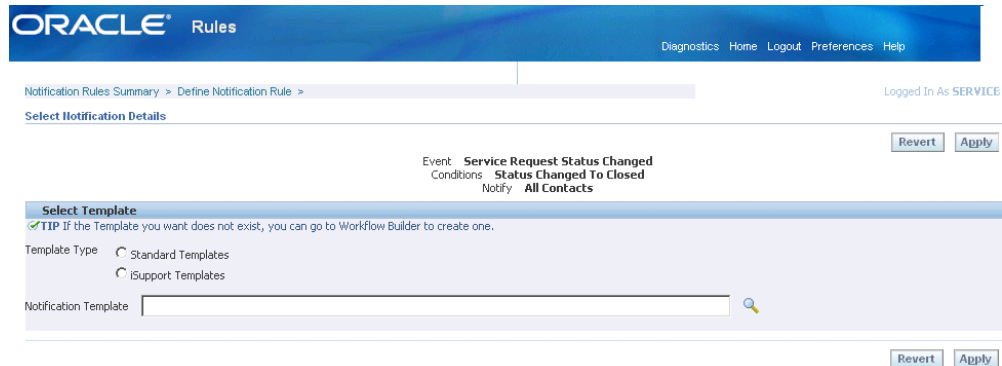 ORACLE® Rules
Diagnostics Home Logout Preferences Help
Notification Rules Summary > Define Notification Rule >
Logged In As SERVICE
Select Notification Details
Revert Apply
Event Service Request Status Changed
Conditions Status Changed To Closed
Notify All Contacts
Select Template
TIP If the Template you want does not exist, you can go to Workflow Builder to create one.
Template Type Standard Templates
iSupport Templates
Notification Template
Revert Apply